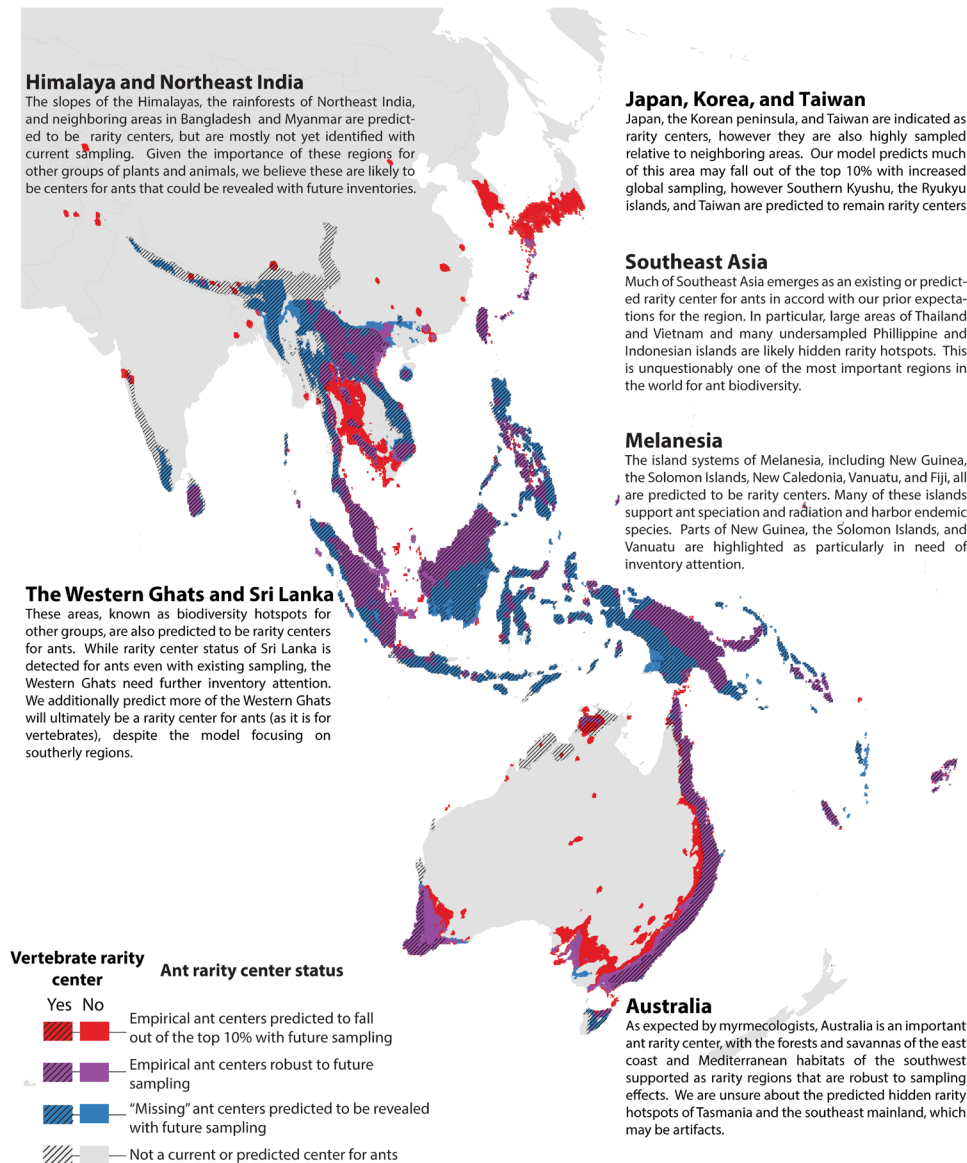 Himalaya and Northeast India
The slopes of the Himalayas, the rainforests of Northeast India,
and neighboring areas in Bangladesh and Myanmar are predict-
ed to be rarity centers, but are mostly not yet identified with
current sampling. Given the importance of these regions for
other groups of plants and animals, we believe these are likely to
be centers for ants that could be revealed with future inventories.
Japan, Korea, and Taiwan
Japan, the Korean peninsula, and Taiwan are indicated as
rarity centers, however they are also highly sampled
relative to neighboring areas. Our model predicts much
of this area may fall out of the top 10% with increased
global sampling, however Southern Kyushu, the Ryukyu
islands, and Taiwan are predicted to remain rarity centers
Southeast Asia
Much of Southeast Asia emerges as an existing or predict-
ed rarity center for ants in accord with our prior expecta-
tions for the region. In particular, large areas of Thailand
and Vietnam and many undersampled Phillippine and
Indonesian islands are likely hidden rarity hotspots. This
is unquestionably one of the most important regions in
the world for ant biodiversity.
Melanesia
The island systems of Melanesia, including New Guinea,
the Solomon Islands, New Caledonia, Vanuatu, and Fiji, all
are predicted to be rarity centers. Many of these islands
support ant speciation and radiation and harbor endemic
species. Parts of New Guinea, the Solomon Islands, and
Vanuatu are highlighted as particularly in need of
inventory attention.
The Western Ghats and Sri Lanka
These areas, known as biodiversity hotspots for
other groups, are also predicted to be rarity centers
for ants. While rarity center status of Sri Lanka is
detected for ants even with existing sampling, the
Western Ghats need further inventory attention.
We additionally predict more of the Western Ghats
will ultimately be a rarity center for ants (as it is for
vertebrates), despite the model focusing on
southerly regions.
Australia
As expected by myrmecologists, Australia is an important
ant rarity center, with the forests and savannas of the east
coast and Mediterranean habitats of the southwest
supported as rarity regions that are robust to sampling
effects. We are unsure about the predicted hidden rarity
hotspots of Tasmania and the southeast mainland, which
may be artifacts.
Vertebrate rarity
center
Ant rarity center status
Yes No
Empirical ant centers predicted to fall
out of the top 10% with future sampling
Empirical ant centers robust to future
sampling
“Missing” ant centers predicted to be revealed
with future sampling
Not a current or predicted center for ants